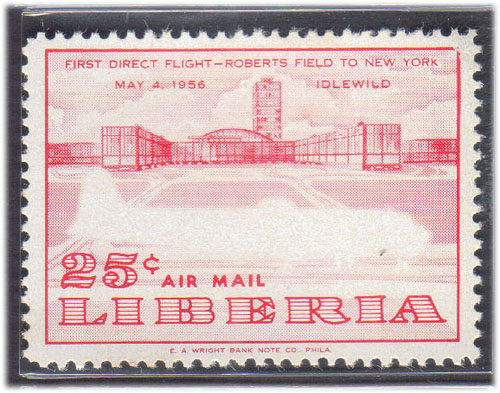 FIRST DIRECT FLIGHT—ROBERTS FIELD TO NEW YORK
MAY 4, 1956 IDLEWILD
25¢ AIR MAIL
LIBERIA
E. A. WRIGHT BANK NOTE CO., PHILA.